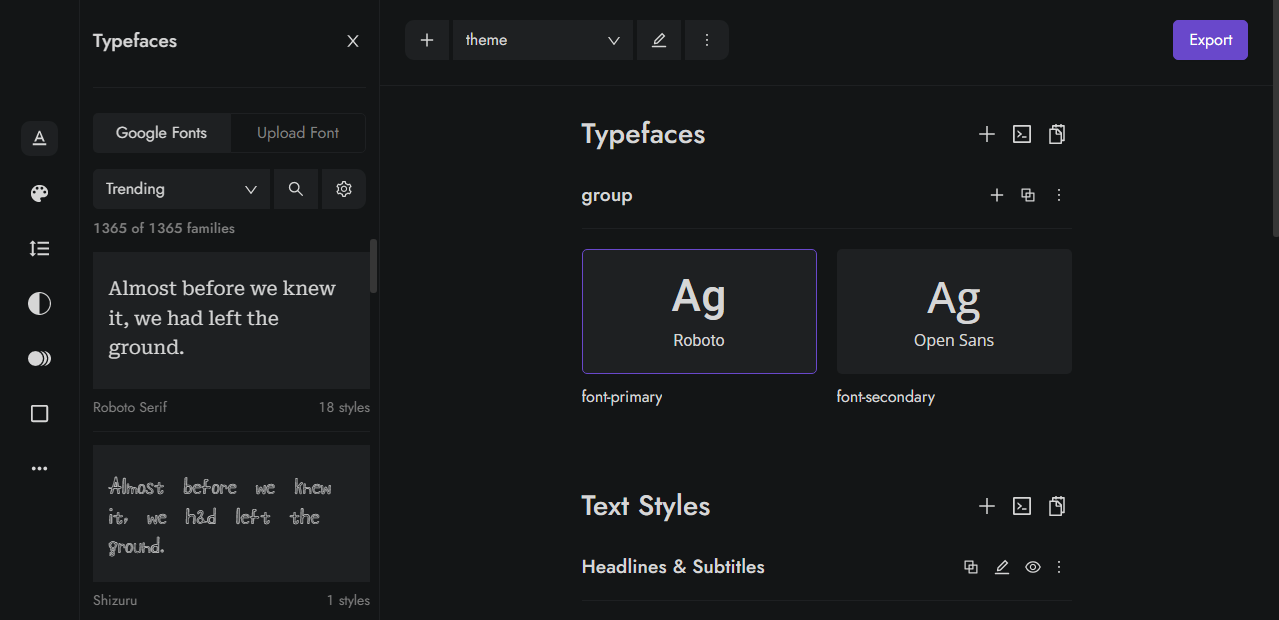 Typefaces
theme
Export
Google Fonts
Upload Font
Trending
1365 of 1365 families
Almost before we knew
it, we had left the
ground.
Roboto Serif
18 styles
Almost before we knew
it, we had left the
ground.
Shizuru
1 styles
Typefaces
group
Ag
Roboto
font-primary
Ag
Open Sans
font-secondary
Text Styles
Headlines & Subtitles